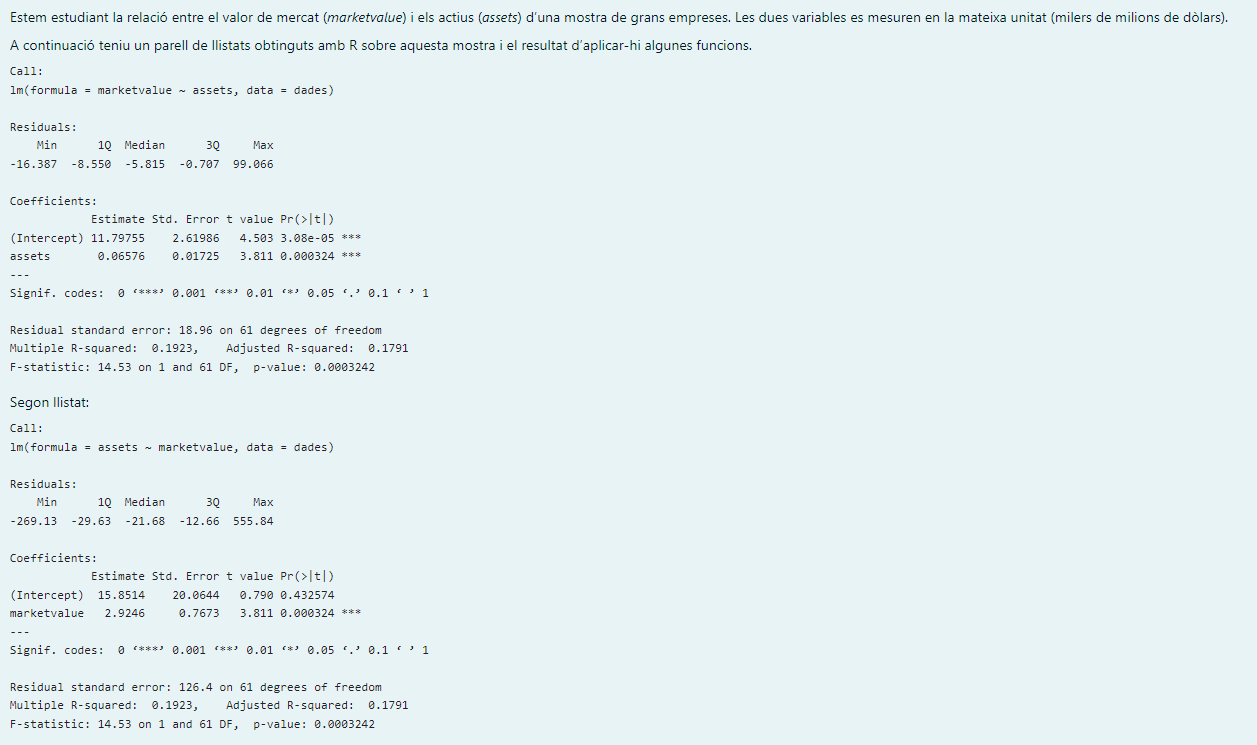 Estem estudiant la relació entre el valor de mercat (marketvalue) i els actius (assets) d'una mostra de grans empreses. Les dues variables es mesuren en la mateixa unitat (milers de milions de dòlars).
A continuació teniu un parell de llistats obtinguts amb R sobre aquesta mostra i el resultat d'aplicar-hi algunes funcions.
Call:
lm(formula = marketvalue ~ assets, data = dades)
Residuals:
    Min      1Q  Median      3Q     Max
-16.387  -8.550  -5.815  -0.707  99.066
Coefficients:
            Estimate Std. Error t value Pr(>|t|)
(Intercept) 11.79755    2.61986   4.503 3.08e-05 ***
assets       0.06576    0.01725   3.811 0.000324 ***
---
Signif. codes:  0 ‘***’ 0.001 ‘**’ 0.01 ‘*’ 0.05 ‘.’ 0.1 ‘ ’ 1
Residual standard error: 18.96 on 61 degrees of freedom
Multiple R-squared:  0.1923,    Adjusted R-squared:  0.1791
F-statistic: 14.53 on 1 and 61 DF,  p-value: 0.0003242
Segon llistat:
Call:
lm(formula = assets ~ marketvalue, data = dades)
Residuals:
    Min      1Q  Median      3Q     Max
-269.13  -29.63  -21.68  -12.66  555.84
Coefficients:
            Estimate Std. Error t value Pr(>|t|)
(Intercept)  15.8514    20.0644   0.790 0.432574
marketvalue   2.9246     0.7673   3.811 0.000324 ***
---
Signif. codes:  0 ‘***’ 0.001 ‘**’ 0.01 ‘*’ 0.05 ‘.’ 0.1 ‘ ’ 1
Residual standard error: 126.4 on 61 degrees of freedom
Multiple R-squared:  0.1923,    Adjusted R-squared:  0.1791
F-statistic: 14.53 on 1 and 61 DF,  p-value: 0.0003242